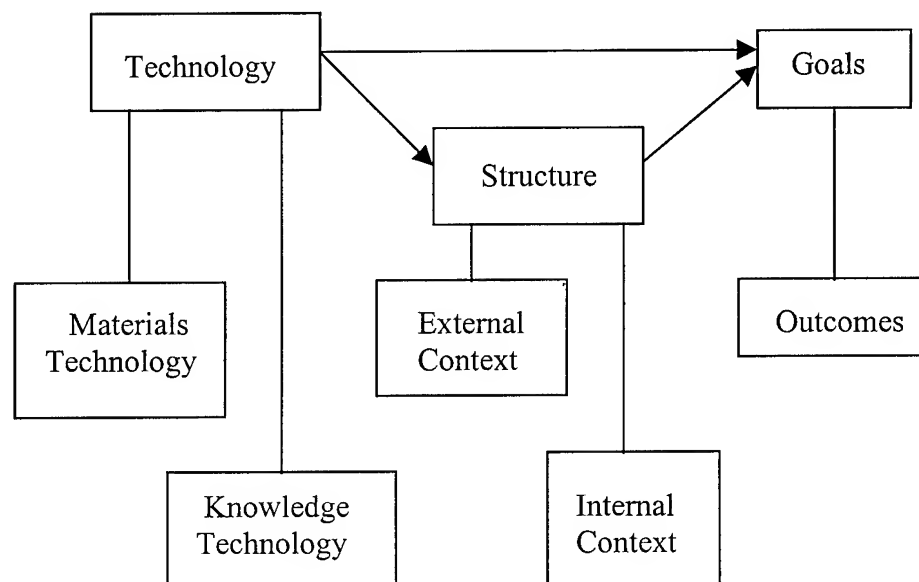 Technology
Goals
Structure
Materials
Technology
External
Context
Outcomes
Knowledge
Technology
Internal
Context